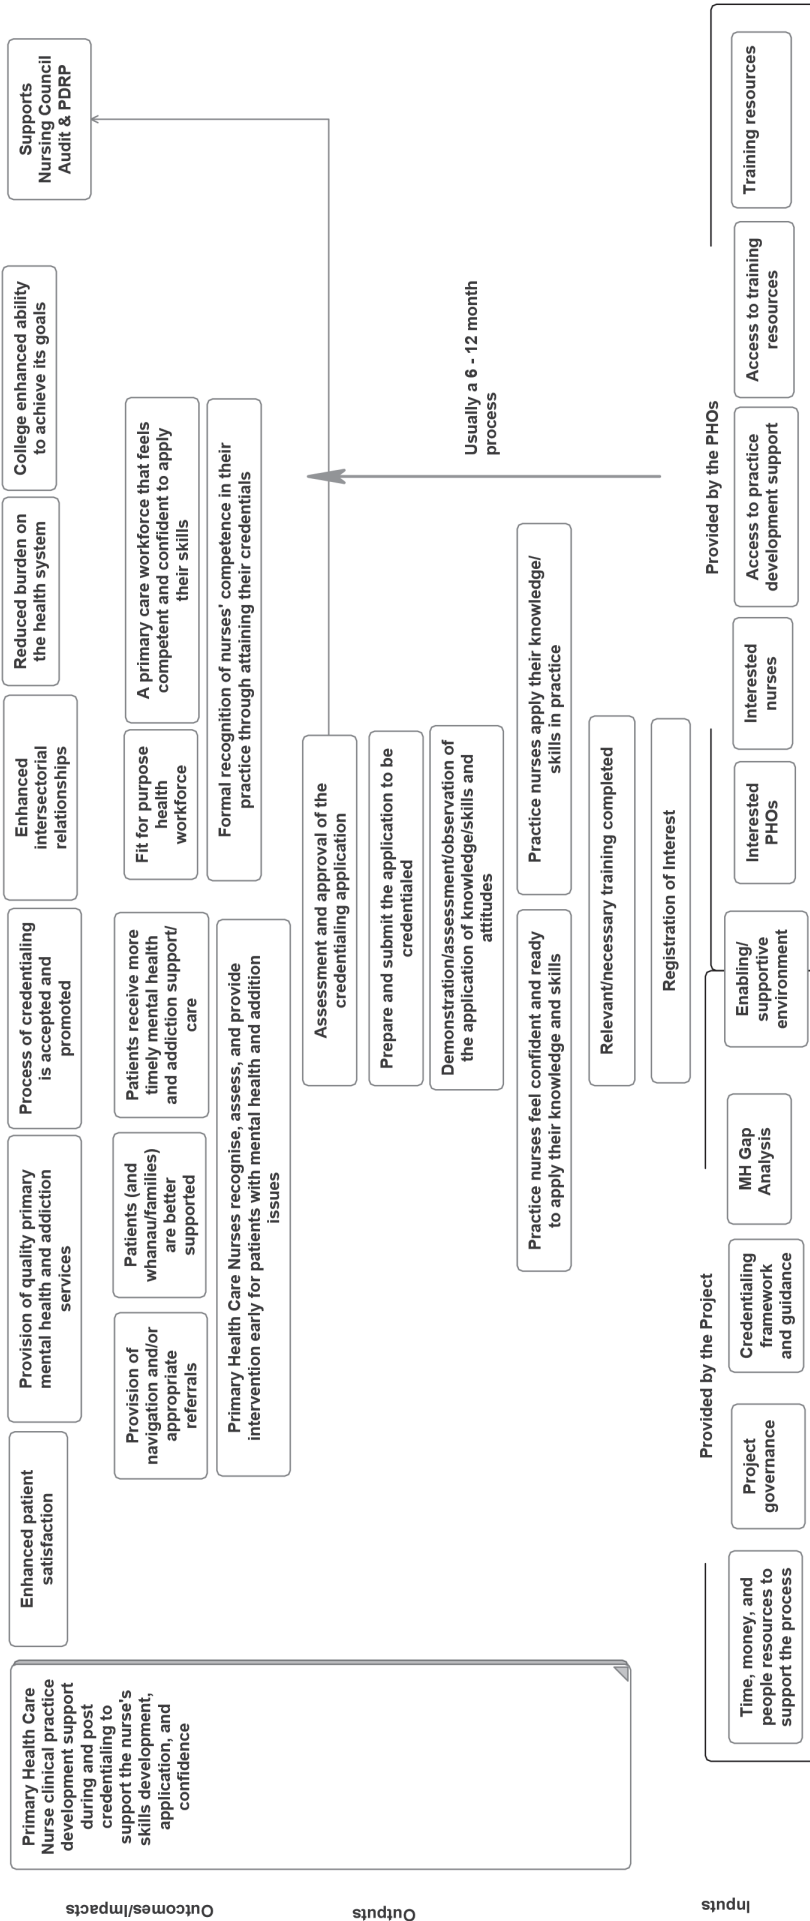 Primary Health Care
Nurse clinical practice
development support
during and post
credentialing to
support the nurse's
skills development,
application, and
confidence
Outcomes/Impacts
Enhanced patient
satisfaction
Provision of quality primary
mental health and addiction
services
Process of credentialing
is accepted and
promoted
Enhanced
intersectorial
relationships
Reduced burden on
the health system
College enhanced ability
to achieve its goals
Supports
Nursing Council
Audit & PDRP
Provision of
navigation and/or
appropriate
referrals
Patients (and
whanau/families)
are better
supported
Patients receive more
timely mental health
and addiction support/
care
Fit for purpose
health
workforce
A primary care workforce that feels
competent and confident to apply
their skills
Primary Health Care Nurses recognise, assess, and provide
intervention early for patients with mental health and addition
issues
Formal recognition of nurses' competence in their
practice through attaining their credentials
Outputs
Assessment and approval of the
credentialing application
Prepare and submit the application to be
credentialed
Demonstration/assessment/observation of
the application of knowledge/skills and
attitudes
Usually a 6 - 12 month
process
Practice nurses feel confident and ready
to apply their knowledge and skills
Practice nurses apply their knowledge/
skills in practice
Relevant/necessary training completed
Registration of Interest
Inputs
Provided by the Project
Provided by the PHOs
Time, money, and
people resources to
support the process
Project
governance
Credentialing
framework
and guidance
MH Gap
Analysis
Enabling/
supportive
environment
Interested
PHOs
Interested
nurses
Access to practice
development support
Access to training
resources
Training resources